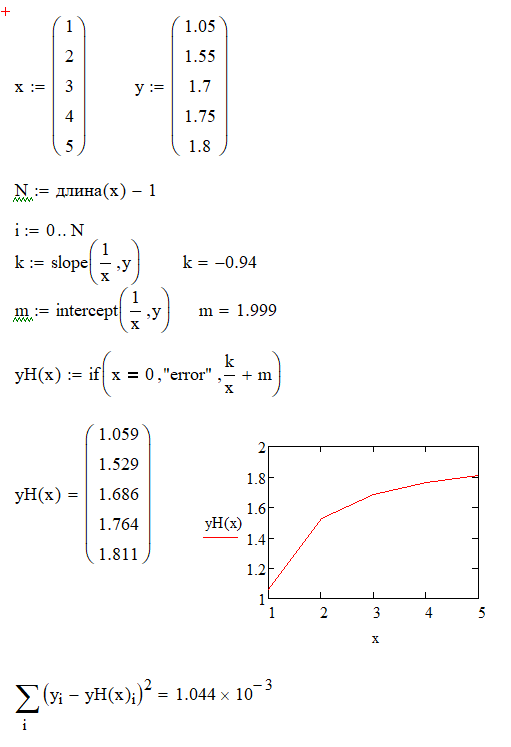 x := (1 2 3 4 5) y := (1.05 1.55 1.7 1.75 1.8)
N := длина(x) − 1
i := 0 .. N
k := slope(1/x , y) k = −0.94
m := intercept(1/x , y) m = 1.999
yH(x) := if(x = 0 , "error" , k/x + m)
yH(x) = (1.059 1.529 1.686 1.764 1.811)
2
1.8
1.6
yH(x)
1.4
1.2
1
1 2 3 4 5
x
∑i (yi − yH(x)i)^2 = 1.044 × 10^−3